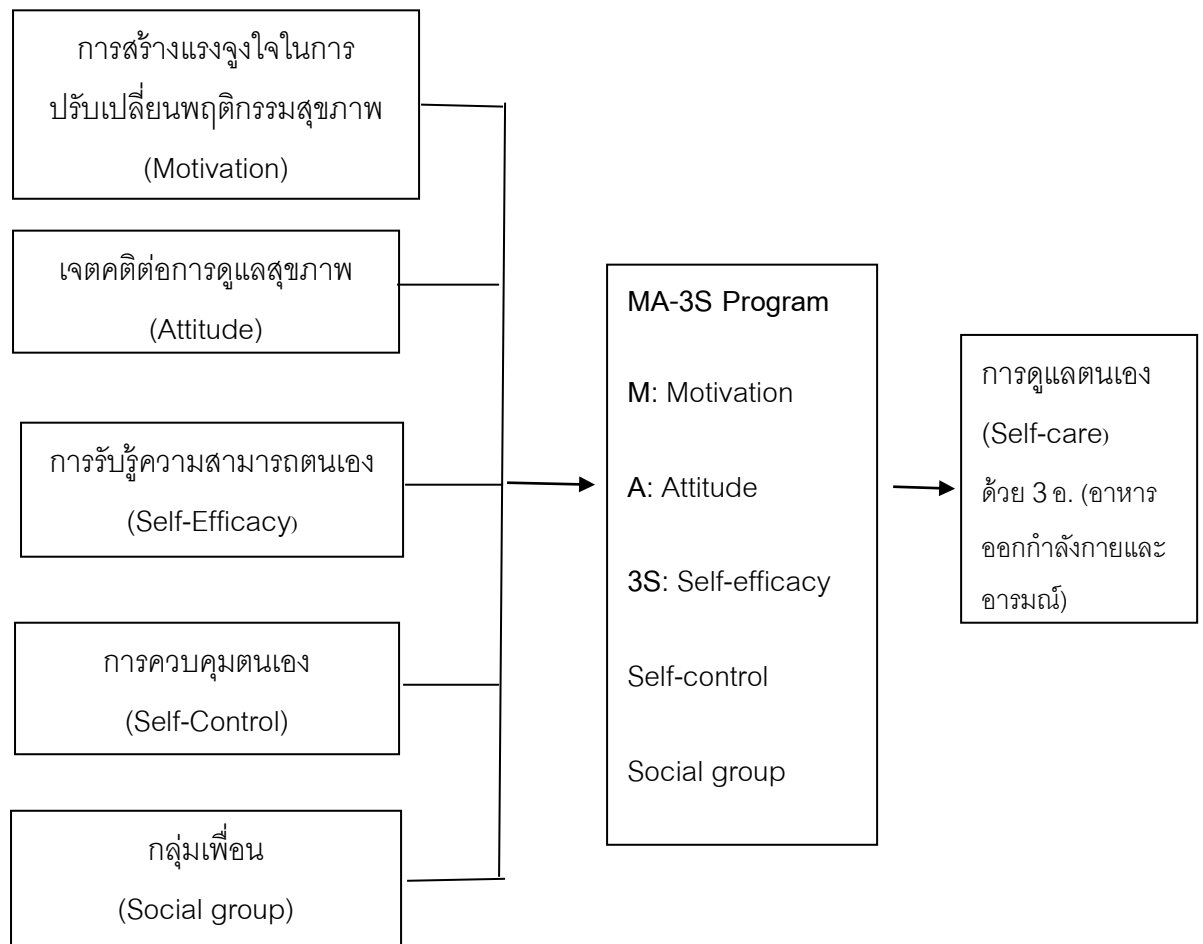 การสร้างแรงจูงใจในการ
ปรับเปลี่ยนพฤติกรรมสุขภาพ
(Motivation)
เจตคติต่อการดูแลสุขภาพ
(Attitude)
การรับรู้ความสามารถตนเอง
(Self-Efficacy)
การควบคุมตนเอง
(Self-Control)
กลุ่มเพื่อน
(Social group)
MA-3S Program
M: Motivation
A: Attitude
3S: Self-efficacy
Self-control
Social group
การดูแลตนเอง
(Self-care)
ด้วย 3 อ. (อาหาร
ออกกำลังกายและ
อารมณ์)